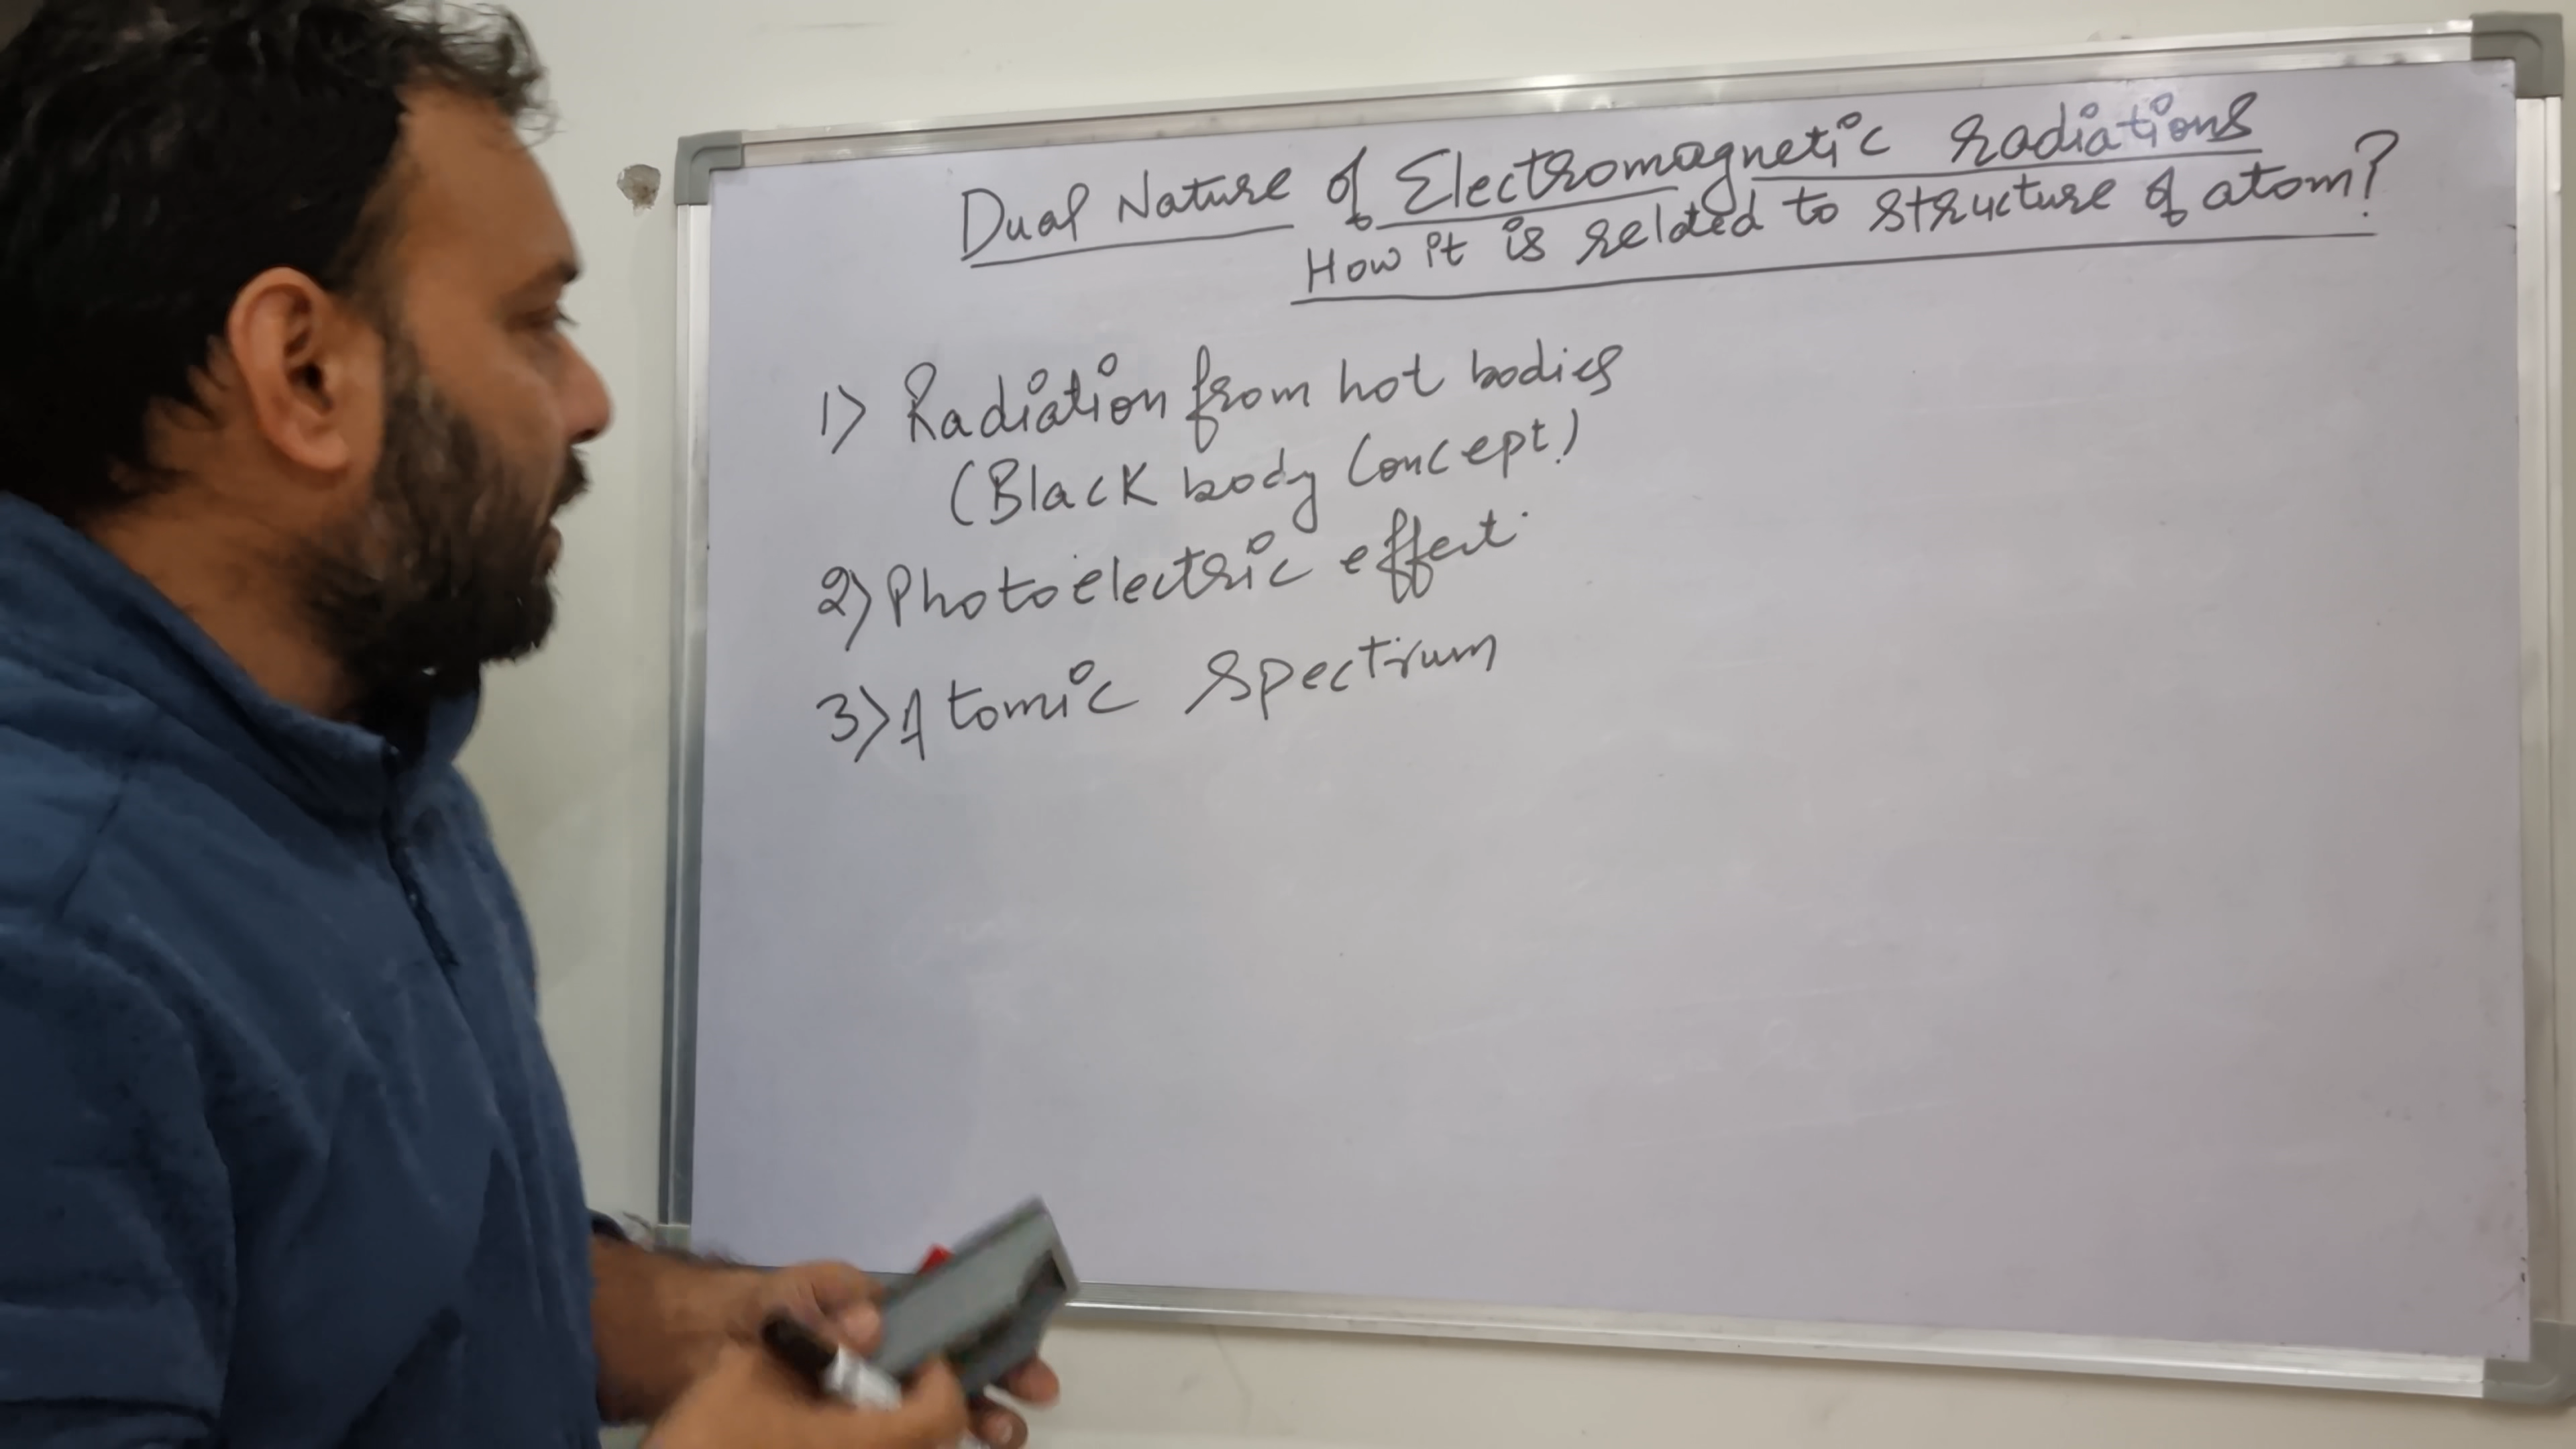 Dual Nature of Electromagnetic radiations
How it is related to structure of atom?
1) Radiation from hot bodies
(Black body Concept)
2) Photoelectric effect
3) Atomic Spectrum